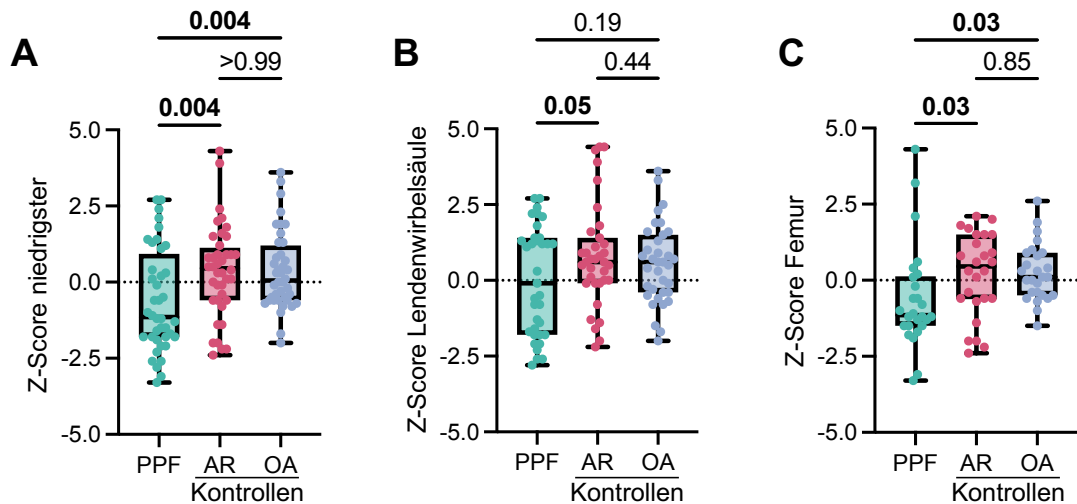 A
0.004
>0.99
0.004
Z-Score niedrigster
5.0
2.5
0.0
-2.5
-5.0
PPF AR OA
Kontrollen
B
0.19
0.44
0.05
Z-Score Lendenwirbelsäule
5.0
2.5
0.0
-2.5
-5.0
PPF AR OA
Kontrollen
C
0.03
0.85
0.03
Z-Score Femur
5.0
2.5
0.0
-2.5
-5.0
PPF AR OA
Kontrollen